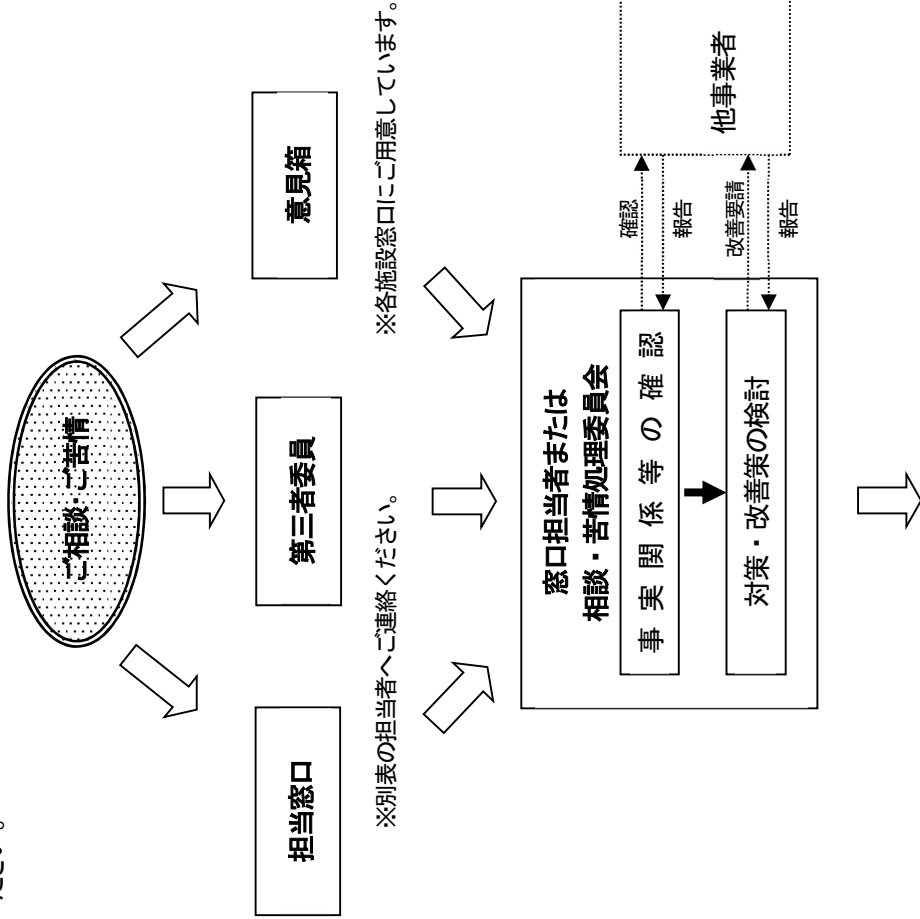 ださい。
ご相談・ご苦情
担当窓口
第三者委員
意見箱
※別表の担当者へご連絡ください。
※各施設窓口にご用意しています。
窓口担当者または
相談・苦情処理委員会
事実関係等の確認
対策・改善策の検討
確認
報告
改善要請
報告
他事業者